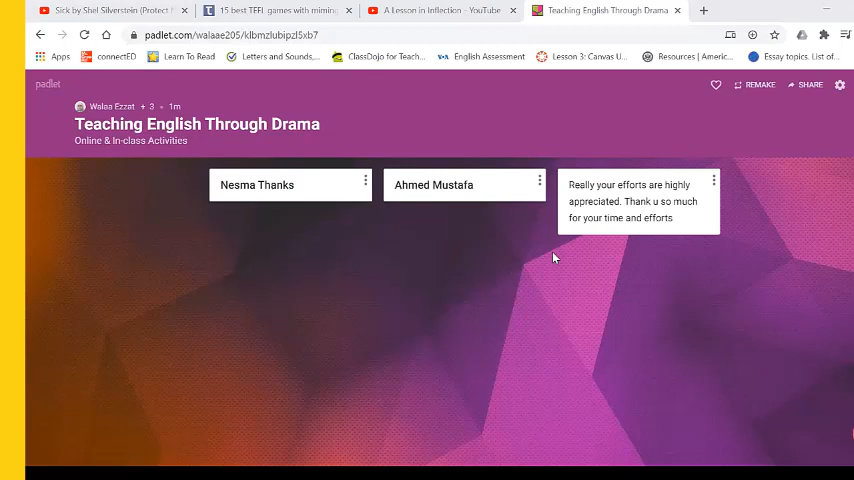 Sick by Shel Silverstein (Protect
15 best TEFL games with miming
A Lesson in Inflection - YouTube
Teaching English Through Drama
padlet.com/walaae205/klbmzlubipzl5xb7
Apps
connectED
Learn To Read
Letters and Sounds,...
ClassDojo for Teach...
English Assessment
Lesson 3: Canvas U...
Resources | Americ...
Essay topics. List of...
padlet
REMAKE
SHARE
Walaa Ezzat + 3 • 1m
Teaching English Through Drama
Online & In-class Activities
Nesma Thanks
Ahmed Mustafa
Really your efforts are highly
appreciated. Thank u so much
for your time and efforts